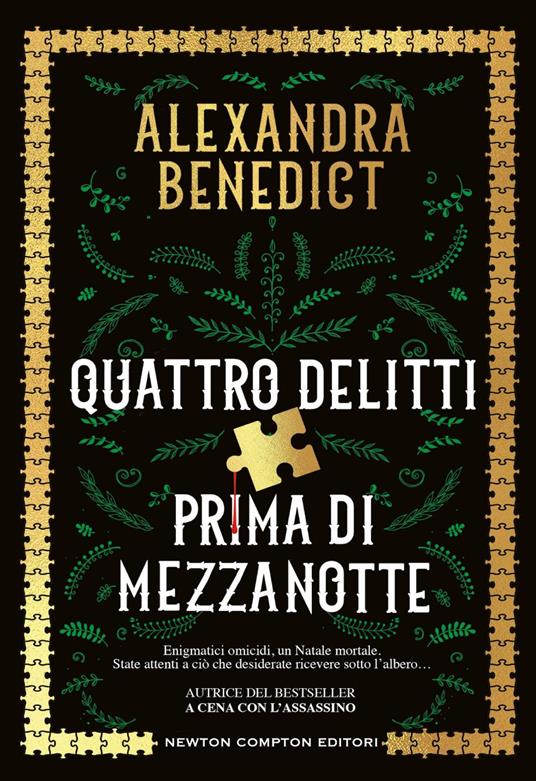 ALEXANDRA
BENEDICT
QUATTRO DELITTI
PRIMA DI
MEZZANOTTE
Enigmatici omicidi, un Natale mortale.
State attenti a ciò che desiderate ricevere sotto l'albero...
AUTRICE DEL BESTSELLER
A CENA CON L'ASSASSINO
NEWTON COMPTON EDITORI